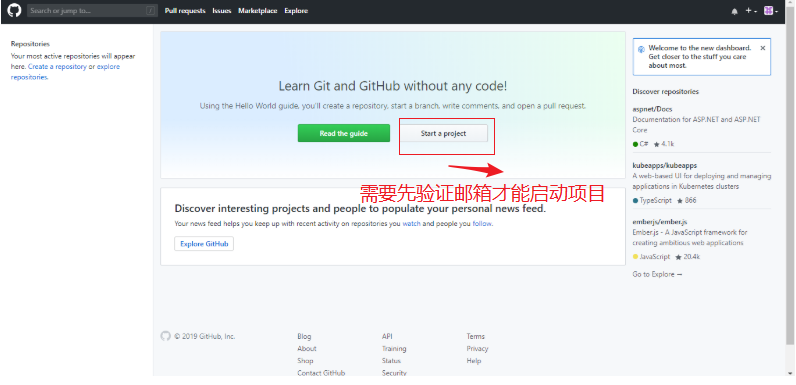 Search or jump to...
/
Pull requests Issues Marketplace Explore
Repositories
Your most active repositories will appear
here. Create a repository or explore
repositories.
Learn Git and GitHub without any code!
Using the Hello World guide, you'll create a repository, start a branch, write comments, and open a pull request.
Read the guide
Start a project
需要先验证邮箱才能启动项目
Discover interesting projects and people to populate your personal news feed.
Your news feed helps you keep up with recent activity on repositories you watch and people you follow.
Explore GitHub
Welcome to the new dashboard.
Get closer to the stuff you care
about most.
Discover repositories
aspnet/Docs
Documentation for ASP.NET and ASP.NET
Core
C# 4.1k
kubeapps/kubeapps
A web-based UI for deploying and managing
applications in Kubernetes clusters
TypeScript 866
emberjs/ember.js
Ember.js - A JavaScript framework for
creating ambitious web applications
JavaScript 20.4k
Go to Explore →
© 2019 GitHub, Inc.
Blog
About
Shop
Contact GitHub
API
Training
Status
Security
Terms
Privacy
Help